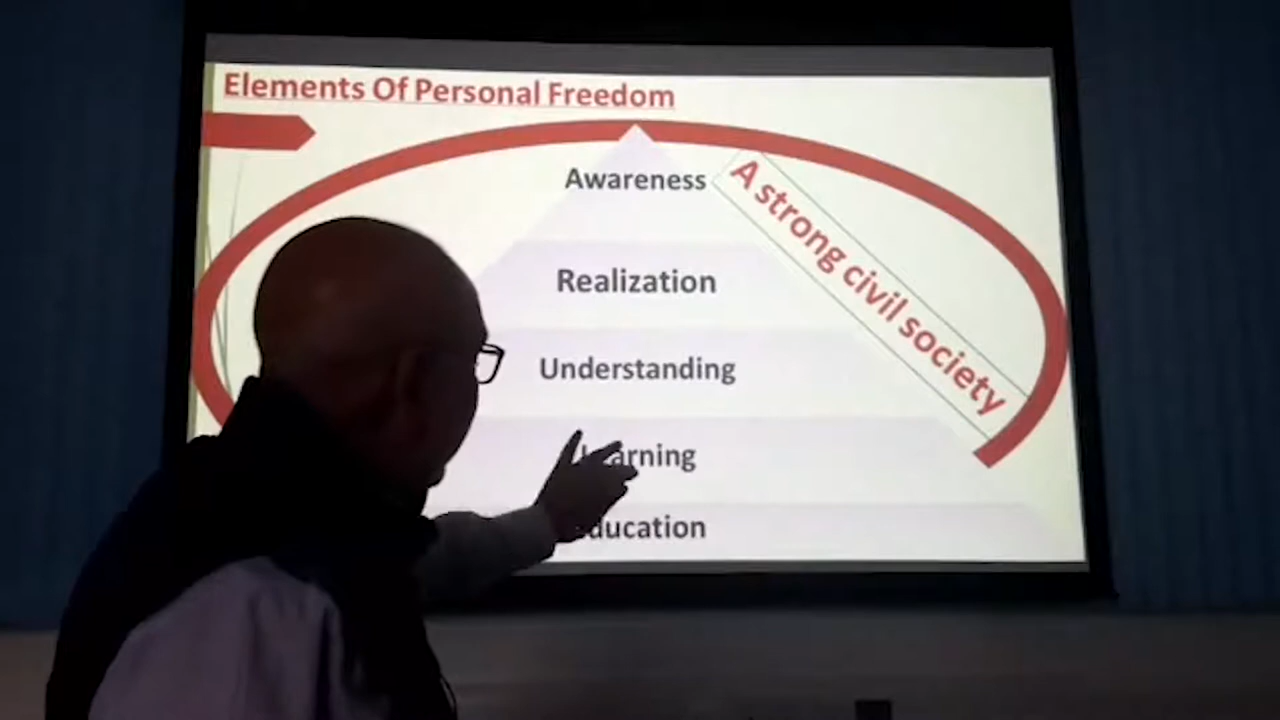 Elements Of Personal Freedom
Awareness
A strong civil society
Realization
Understanding